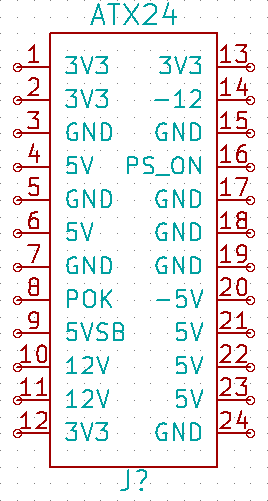 ATX24
1 3V3 3V3 13
2 3V3 -12 14
3 GND GND 15
4 5V PS_ON 16
5 GND GND 17
6 5V GND 18
7 GND GND 19
8 POK -5V 20
9 5VSB 5V 21
10 12V 5V 22
11 12V 5V 23
12 3V3 GND 24
J?